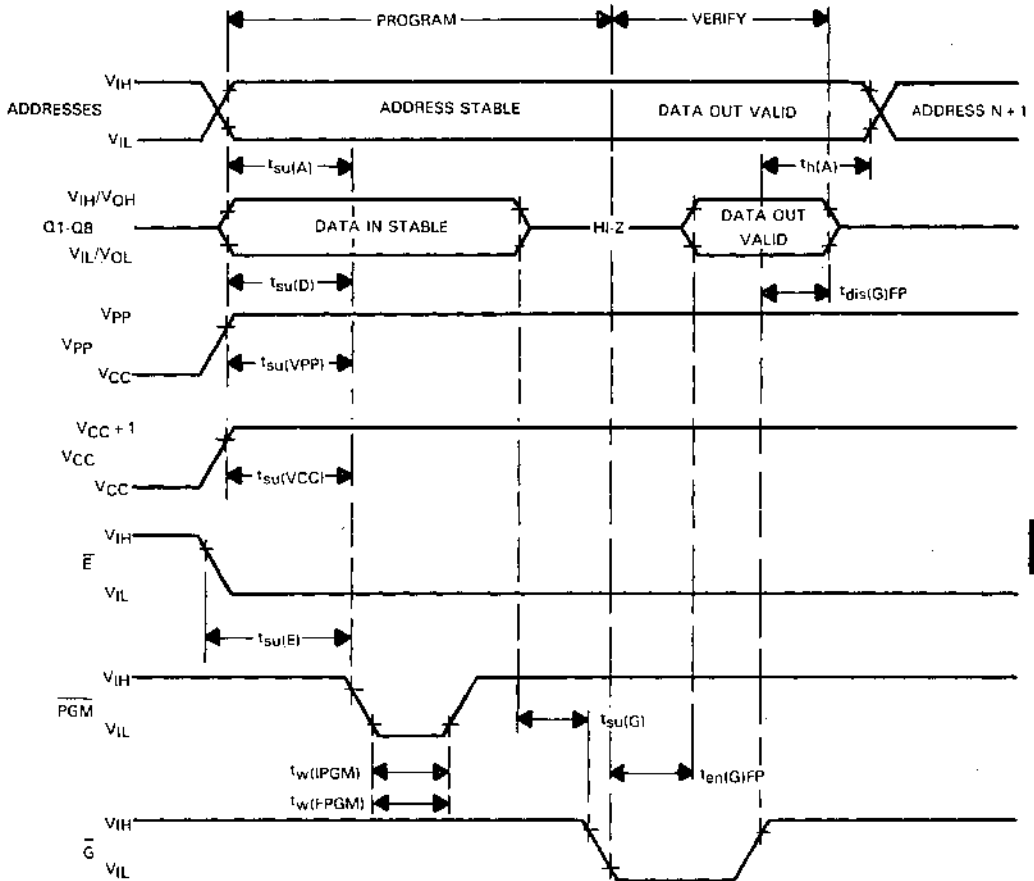 PROGRAM VERIFY
VIH
ADDRESSES ADDRESS STABLE DATA OUT VALID ADDRESS N + 1
VIL
tsu(A) th(A)
VIH/VOH
Q1-Q8 DATA IN STABLE HI-Z DATA OUT VALID
VIL/VOL
tsu(D) tdis(G)FP
VPP
VPP
tsu(VPP)
VCC
VCC + 1
VCC
tsu(VCC)
VCC
VIH
E
VIL
tsu(E)
VIH
PGM
VIL
tsu(G)
tw(IPGM) ten(G)FP
tw(FPGM)
VIH
G
VIL